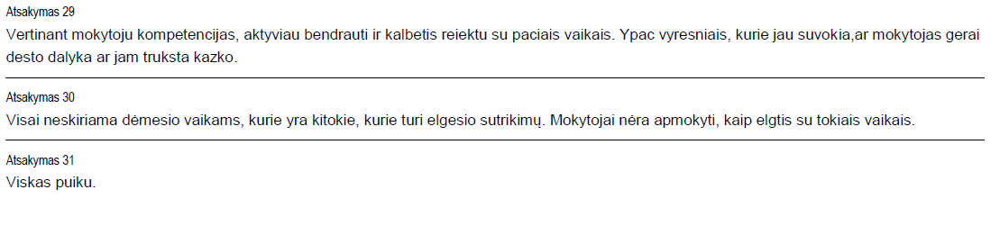 Atsakymas 29
Vertinant mokytoju kompetencijas, aktyviau bendrauti ir kalbetis reiektu su paciais vaikais. Ypac vyresniais, kurie jau suvokia,ar mokytojas gerai
desto dalyka ar jam truksta kazko.
Atsakymas 30
Visai neskiriama dėmesio vaikams, kurie yra kitokie, kurie turi elgesio sutrikimų. Mokytojai nėra apmokyti, kaip elgtis su tokiais vaikais.
Atsakymas 31
Viskas puiku.